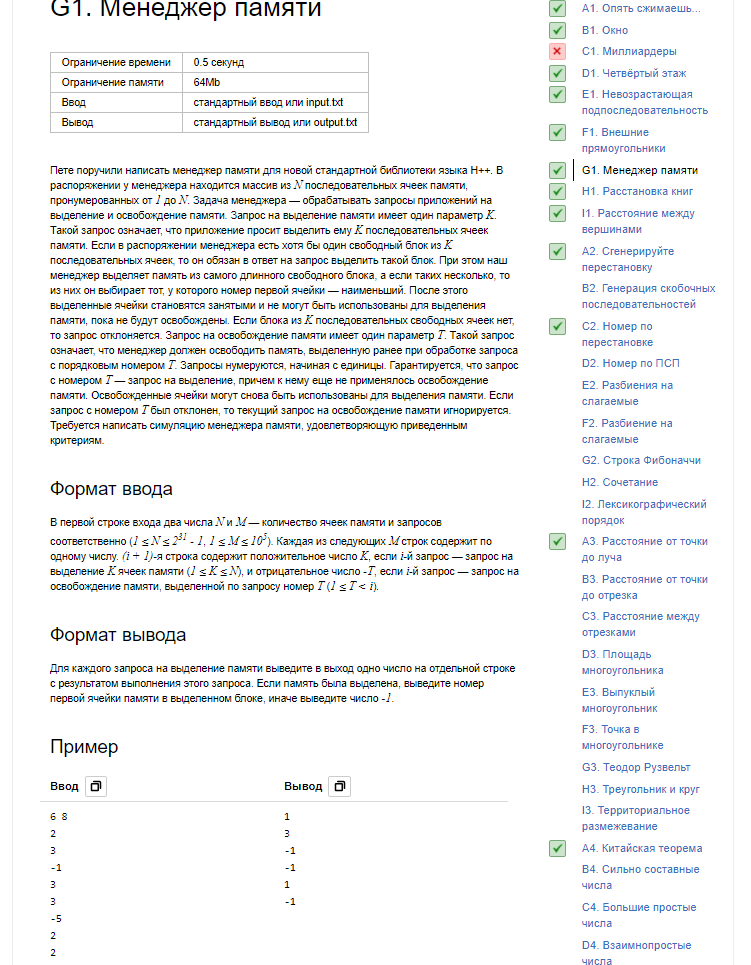 G1. Менеджер памяти
Ограничение времени 0.5 секунд
Ограничение памяти 64Mb
Ввод стандартный ввод или input.txt
Вывод стандартный вывод или output.txt
Пете поручили написать менеджер памяти для новой стандартной библиотеки языка H++. В
распоряжении у менеджера находится массив из N последовательных ячеек памяти,
пронумерованных от 1 до N. Задача менеджера — обрабатывать запросы приложений на
выделение и освобождение памяти. Запрос на выделение памяти имеет один параметр K.
Такой запрос означает, что приложение просит выделить ему K последовательных ячеек
памяти. Если в распоряжении менеджера есть хотя бы один свободный блок из K
последовательных ячеек, то он обязан в ответ на запрос выделить такой блок. При этом наш
менеджер выделяет память из самого длинного свободного блока, а если таких несколько, то
из них он выбирает тот, у которого номер первой ячейки — наименьший. После этого
выделенные ячейки становятся занятыми и не могут быть использованы для выделения
памяти, пока не будут освобождены. Если блока из K последовательных свободных ячеек нет,
то запрос отклоняется. Запрос на освобождение памяти имеет один параметр T. Такой запрос
означает, что менеджер должен освободить память, выделенную ранее при обработке запроса
с порядковым номером T. Запросы нумеруются, начиная с единицы. Гарантируется, что запрос
с номером T — запрос на выделение, причем к нему еще не применялось освобождение
памяти. Освобожденные ячейки могут снова быть использованы для выделения памяти. Если
запрос с номером T был отклонен, то текущий запрос на освобождение памяти игнорируется.
Требуется написать симуляцию менеджера памяти, удовлетворяющую приведенным
критериям.
Формат ввода
В первой строке входа два числа N и M — количество ячеек памяти и запросов
соответственно (1 ≤ N ≤ 2^31 - 1, 1 ≤ M ≤ 10^5). Каждая из следующих M строк содержит по
одному числу. (i + 1)-я строка содержит положительное число K, если i-й запрос — запрос на
выделение K ячеек памяти (1 ≤ K ≤ N), и отрицательное число -T, если i-й запрос — запрос на
освобождение памяти, выделенной по запросу номер T (1 ≤ T < i).
Формат вывода
Для каждого запроса на выделение памяти выведите в выход одно число на отдельной строке
с результатом выполнения этого запроса. Если память была выделена, выведите номер
первой ячейки памяти в выделенном блоке, иначе выведите число -1.
Пример
Ввод
6 8
2
3
-1
3
3
-5
2
2
Вывод
1
3
-1
-1
1
-1
A1. Опять сжимаешь...
B1. Окно
C1. Миллиардеры
D1. Четвёртый этаж
E1. Невозрастающая
подпоследовательность
F1. Внешние
прямоугольники
G1. Менеджер памяти
H1. Расстановка книг
I1. Расстояние между
вершинами
A2. Сгенерируйте
перестановку
B2. Генерация скобочных
последовательностей
C2. Номер по
перестановке
D2. Номер по ПСП
E2. Разбиения на
слагаемые
F2. Разбиение на
слагаемые
G2. Строка Фибоначчи
H2. Сочетание
I2. Лексикографический
порядок
A3. Расстояние от точки
до луча
B3. Расстояние от точки
до отрезка
C3. Расстояние между
отрезками
D3. Площадь
многоугольника
E3. Выпуклый
многоугольник
F3. Точка в
многоугольнике
G3. Теодор Рузвельт
H3. Треугольник и круг
I3. Территориальное
размежевание
A4. Китайская теорема
B4. Сильно составные
числа
C4. Большие простые
числа
D4. Взаимнопростые
числа